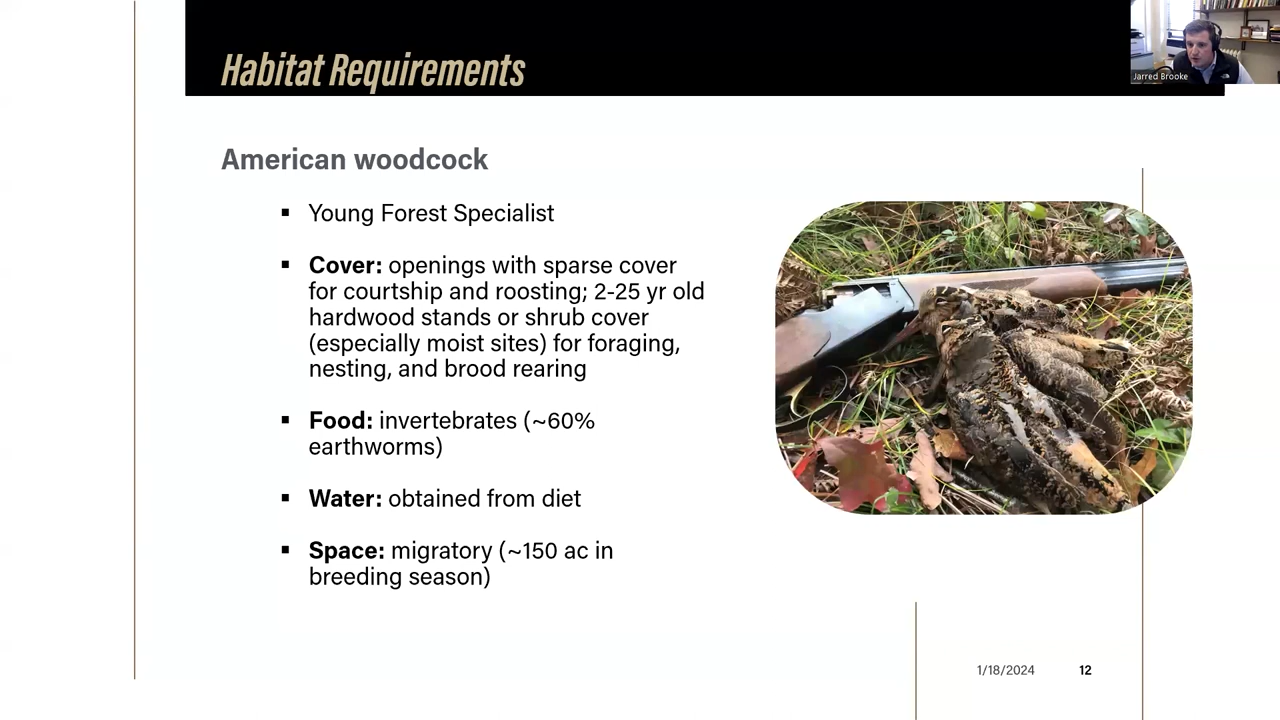 Habitat Requirements
Jarred Brooke
American woodcock
▪ Young Forest Specialist
▪ Cover: openings with sparse cover
for courtship and roosting; 2-25 yr old
hardwood stands or shrub cover
(especially moist sites) for foraging,
nesting, and brood rearing
▪ Food: invertebrates (~60%
earthworms)
▪ Water: obtained from diet
▪ Space: migratory (~150 ac in
breeding season)
1/18/2024 12